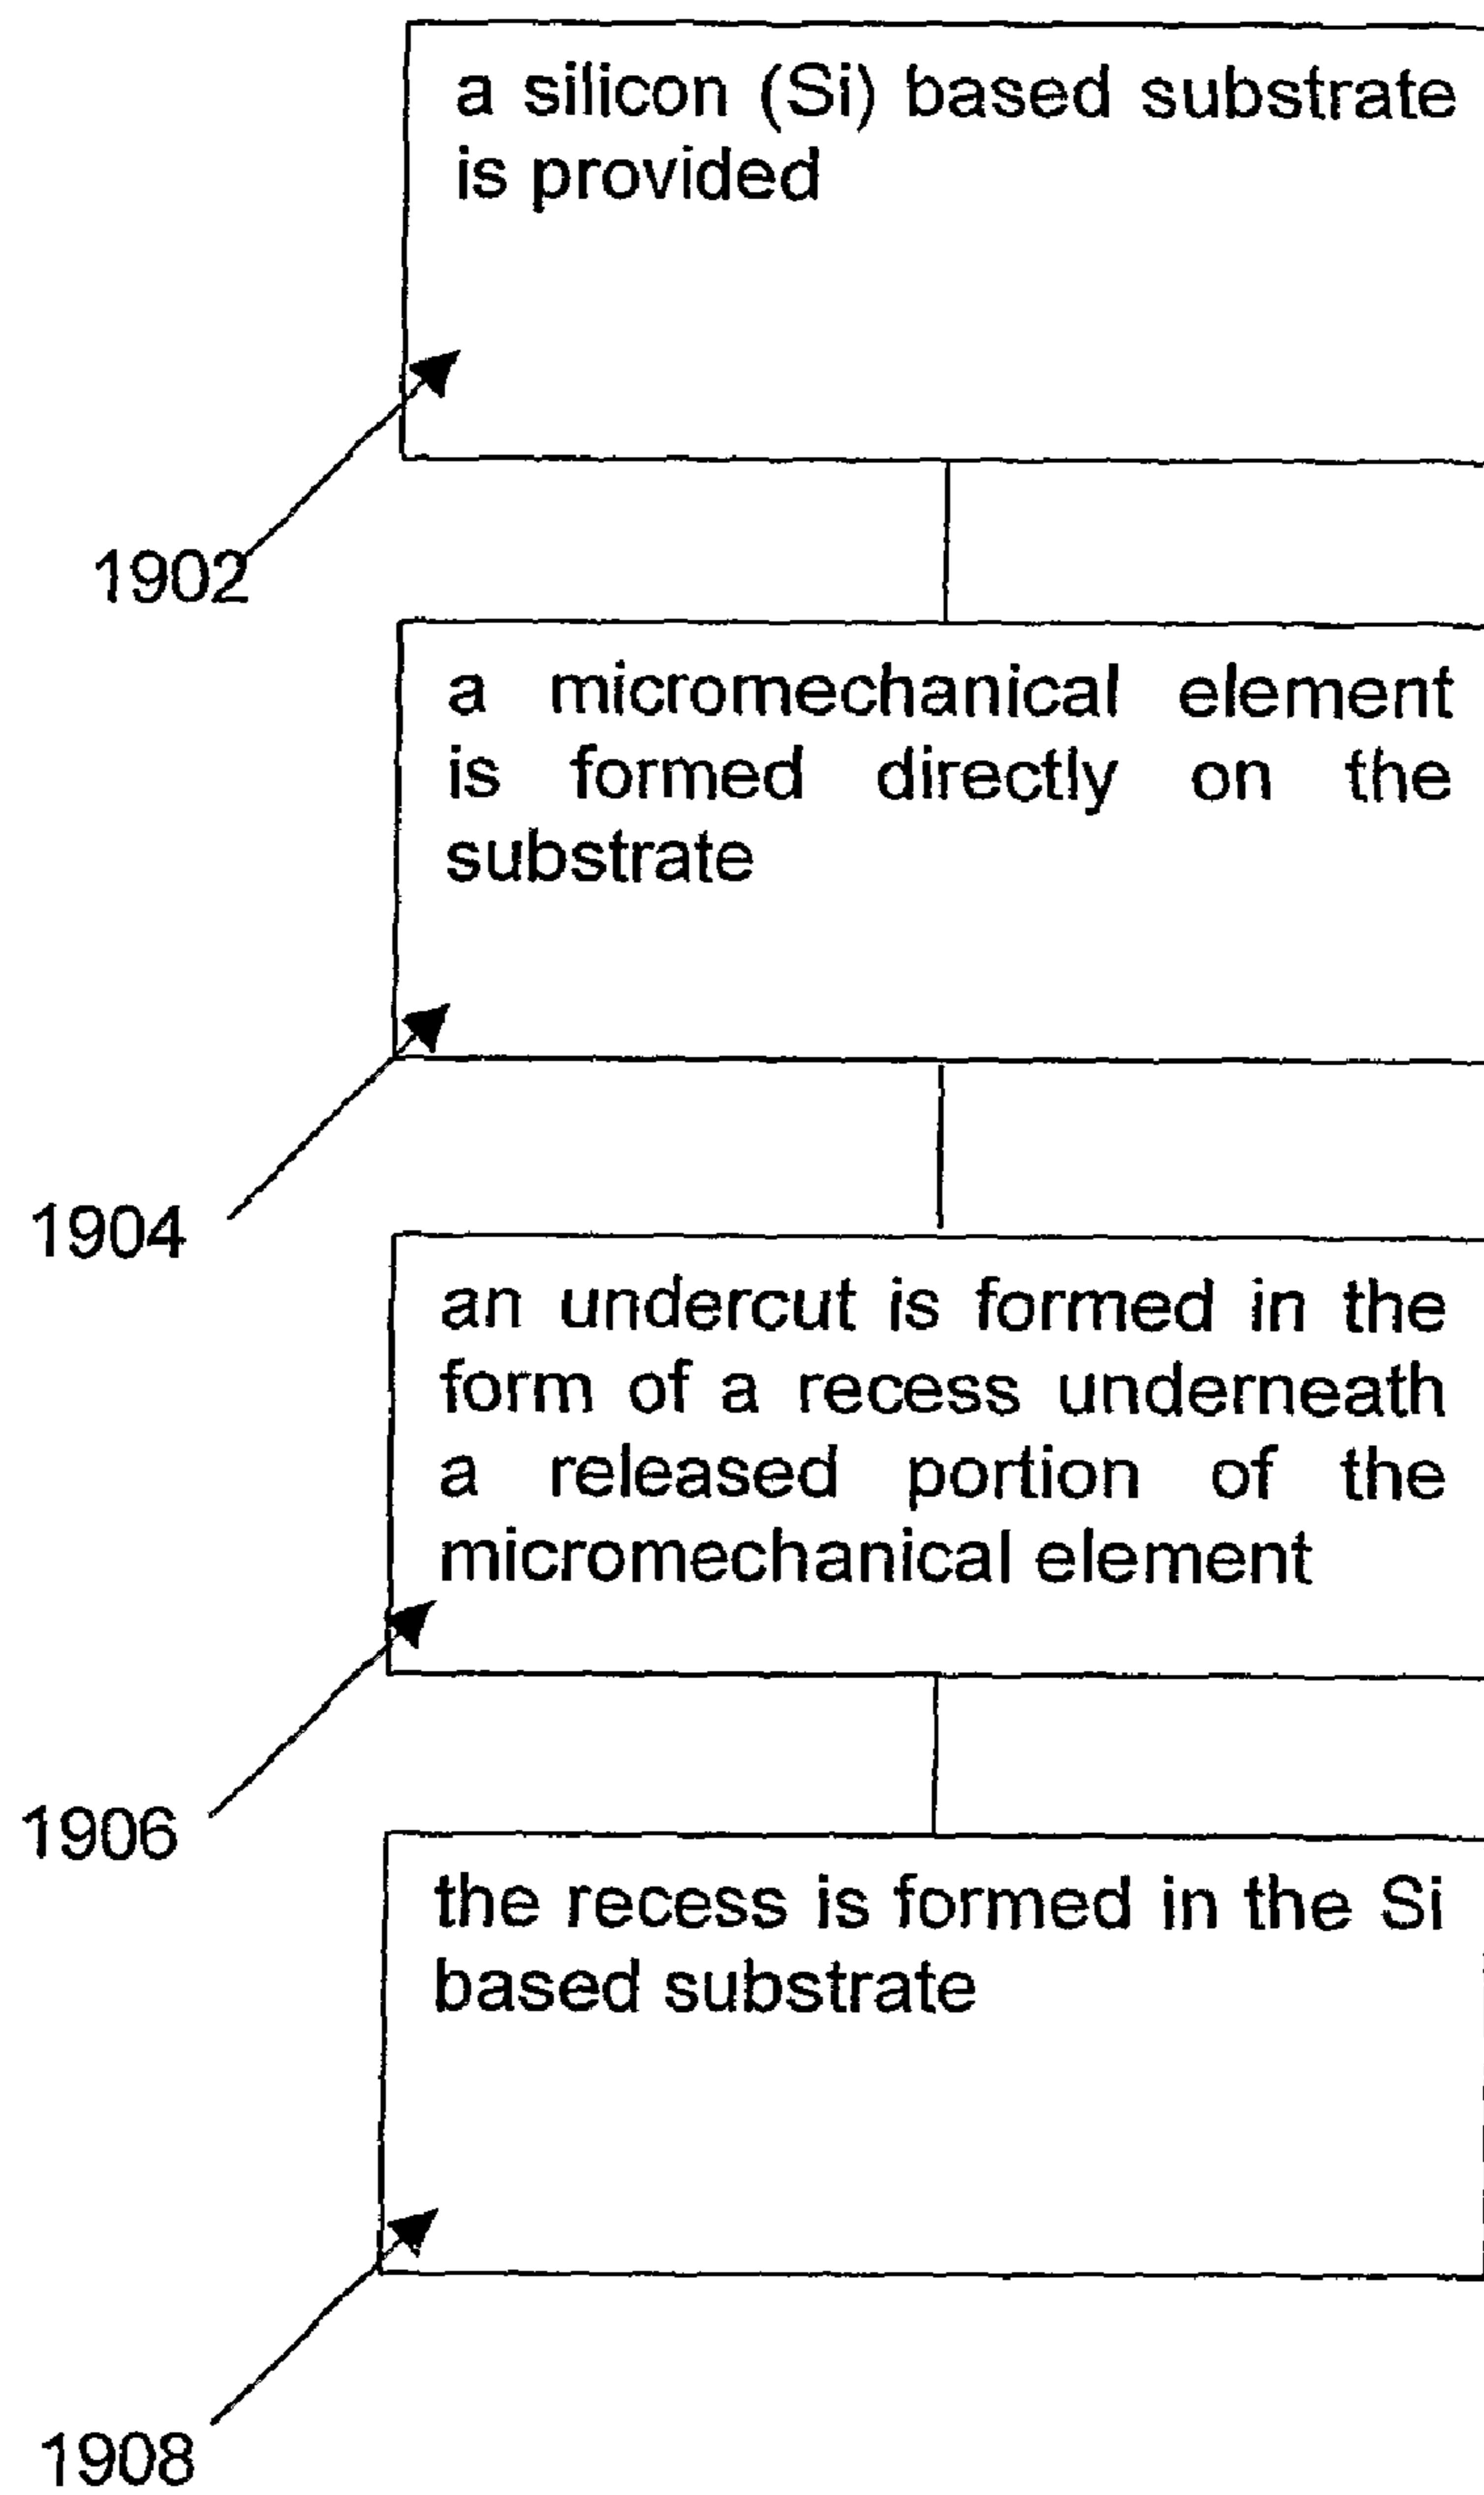 a silicon (Si) based substrate
is provided
1902
a micromechanical element
is formed directly on the
substrate
1904
an undercut is formed in the
form of a recess underneath
a released portion of the
micromechanical element
1906
the recess is formed in the Si
based substrate
1908